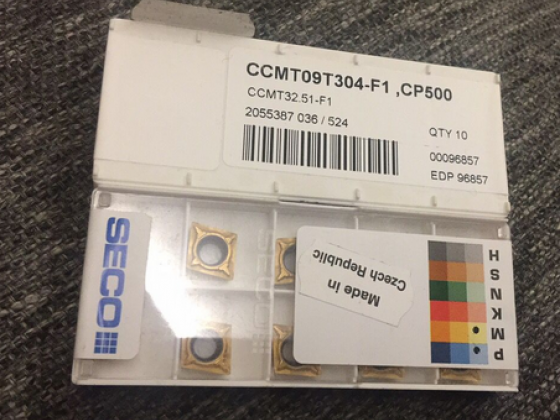 CCMT09T304-F1 ,CP500
CCMT32.51-F1
2055387 036 / 524
QTY 10
00096857
EDP 96857
SECO
SECO
Made in
Czech Republic
P
M
K
N
S
H